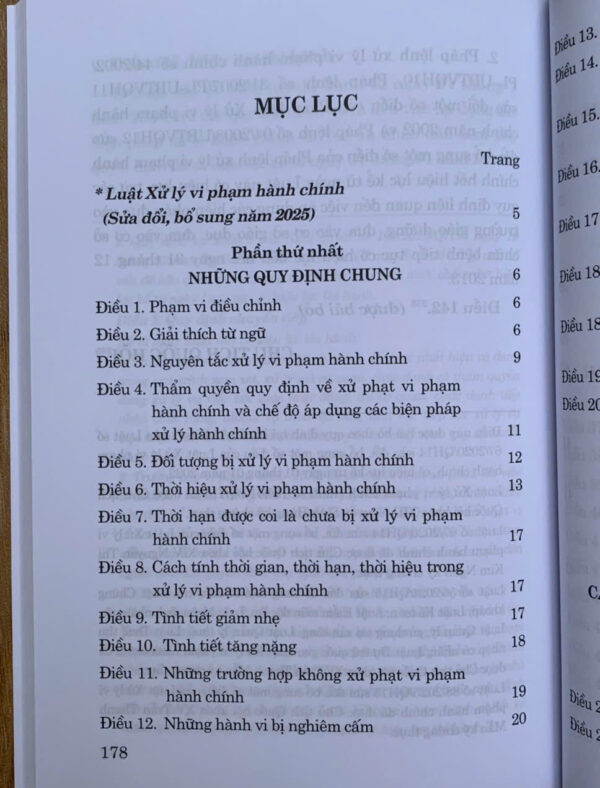 MỤC LỤC
Trang
* Luật Xử lý vi phạm hành chính
(Sửa đổi, bổ sung năm 2025) 5
Phần thứ nhất
NHỮNG QUY ĐỊNH CHUNG 6
Điều 1. Phạm vi điều chỉnh 6
Điều 2. Giải thích từ ngữ 6
Điều 3. Nguyên tắc xử lý vi phạm hành chính 9
Điều 4. Thẩm quyền quy định về xử phạt vi phạm
hành chính và chế độ áp dụng các biện pháp
xử lý hành chính 11
Điều 5. Đối tượng bị xử lý vi phạm hành chính 12
Điều 6. Thời hiệu xử lý vi phạm hành chính 13
Điều 7. Thời hạn được coi là chưa bị xử lý vi phạm
hành chính 17
Điều 8. Cách tính thời gian, thời hạn, thời hiệu trong
xử lý vi phạm hành chính 17
Điều 9. Tình tiết giảm nhẹ 17
Điều 10. Tình tiết tăng nặng 18
Điều 11. Những trường hợp không xử phạt vi phạm
hành chính 19
Điều 12. Những hành vi bị nghiêm cấm 20
178
Điều 13.
Điều 14.
Điều 15.
Điều 16.
Điều 17
Điều 18
Điều 18
Điều 19
Điều 20
Điều 2
Điều 2